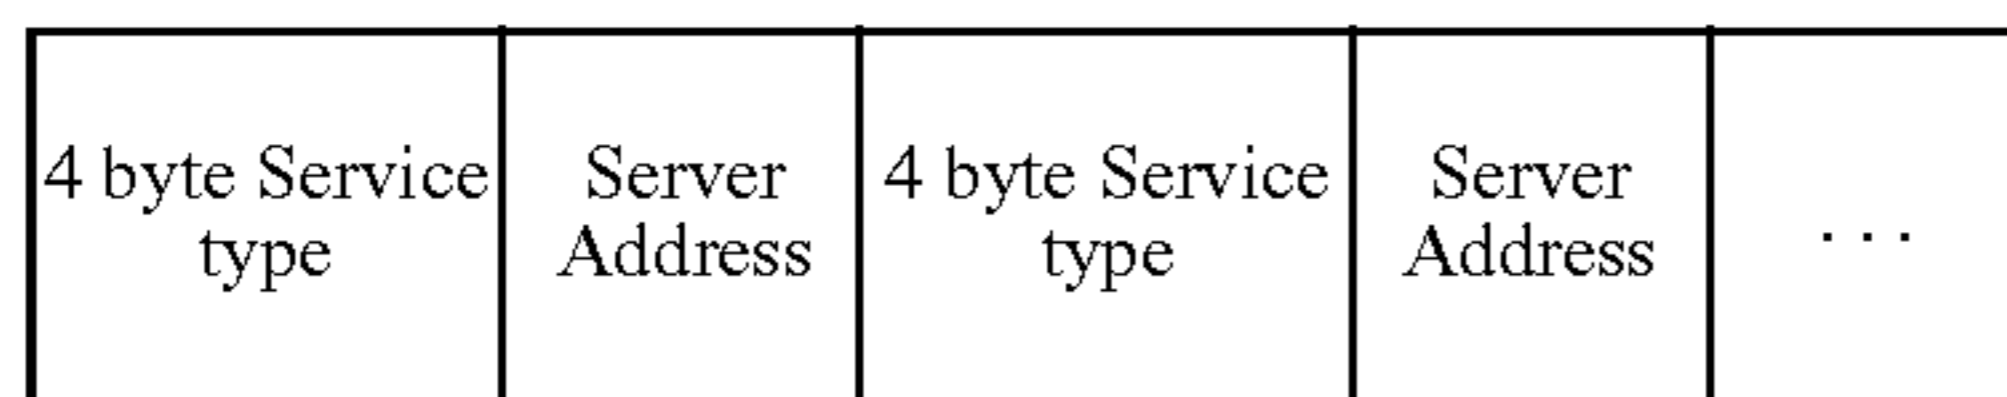 4 byte Service
type
Server
Address
4 byte Service
type
Server
Address
. . .